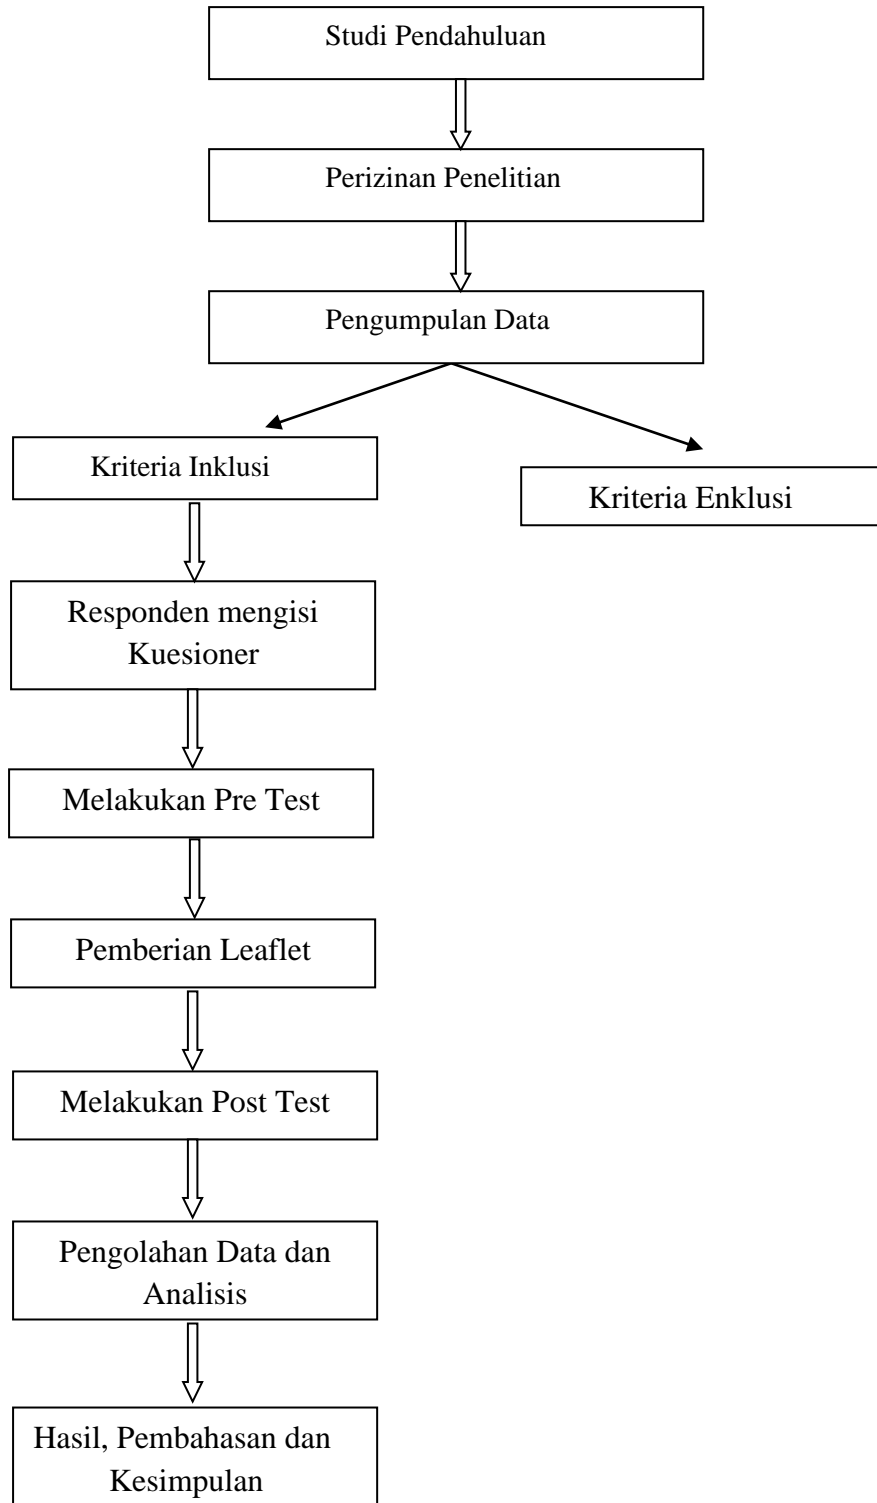 Studi Pendahuluan
Perizinan Penelitian
Pengumpulan Data
Kriteria Inklusi
Kriteria Enklusi
Responden mengisi
Kuesioner
Melakukan Pre Test
Pemberian Leaflet
Melakukan Post Test
Pengolahan Data dan
Analisis
Hasil, Pembahasan dan
Kesimpulan